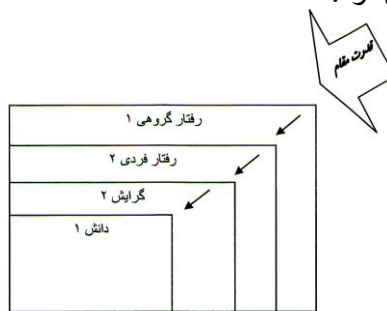 قدرت مقام
رفتار گروهی ۱
رفتار فردی ۲
گرایش ۲
دانش ۱